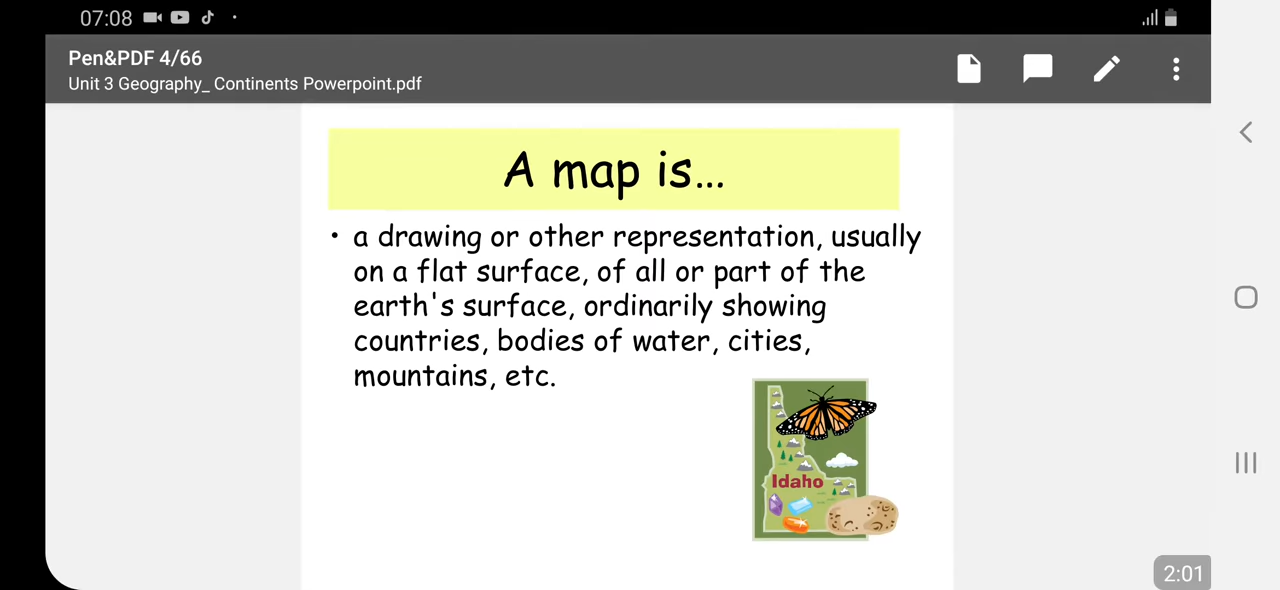 07:08
Pen&PDF 4/66
Unit 3 Geography_ Continents Powerpoint.pdf
A map is...
• a drawing or other representation, usually
on a flat surface, of all or part of the
earth's surface, ordinarily showing
countries, bodies of water, cities,
mountains, etc.
Idaho
2:01